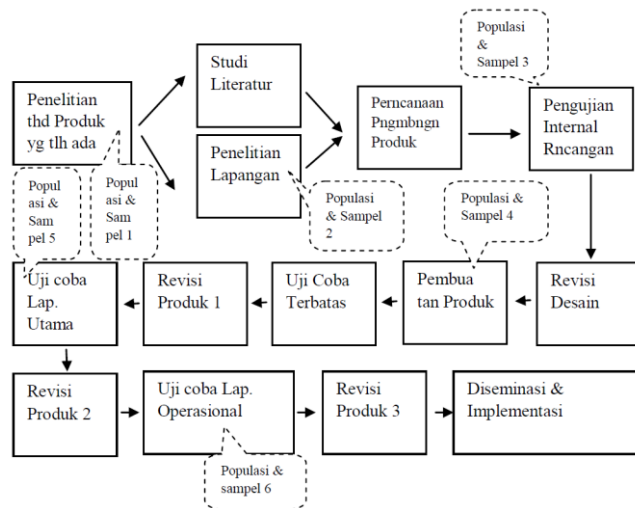 Populasi
&
Sampel 3
Studi
Literatur
Penelitian
thd Produk
yg tlh ada
Perncanaan
Pngmbngn
Produk
Pengujian
Internal
Rncangan
Penelitian
Lapangan
Popul
asi &
Sam
pel 5
Popul
asi &
Sam
pel 1
Populasi
& Sampel
2
Populasi &
Sampel 4
Uji coba
Lap.
Utama
Revisi
Produk 1
Uji Coba
Terbatas
Pembua
tan Produk
Revisi
Desain
Revisi
Produk 2
Uji coba Lap.
Operasional
Revisi
Produk 3
Diseminasi &
Implementasi
Populasi &
sampel 6